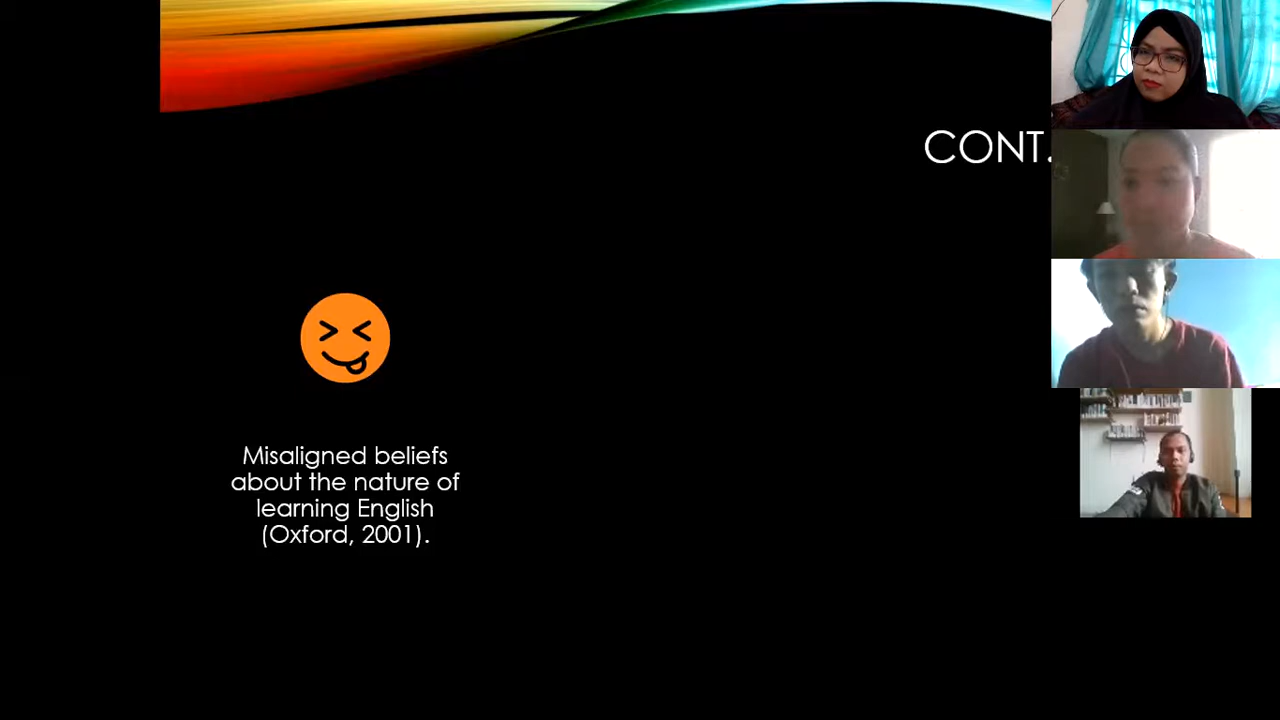 CONT.
Misaligned beliefs
about the nature of
learning English
(Oxford, 2001).